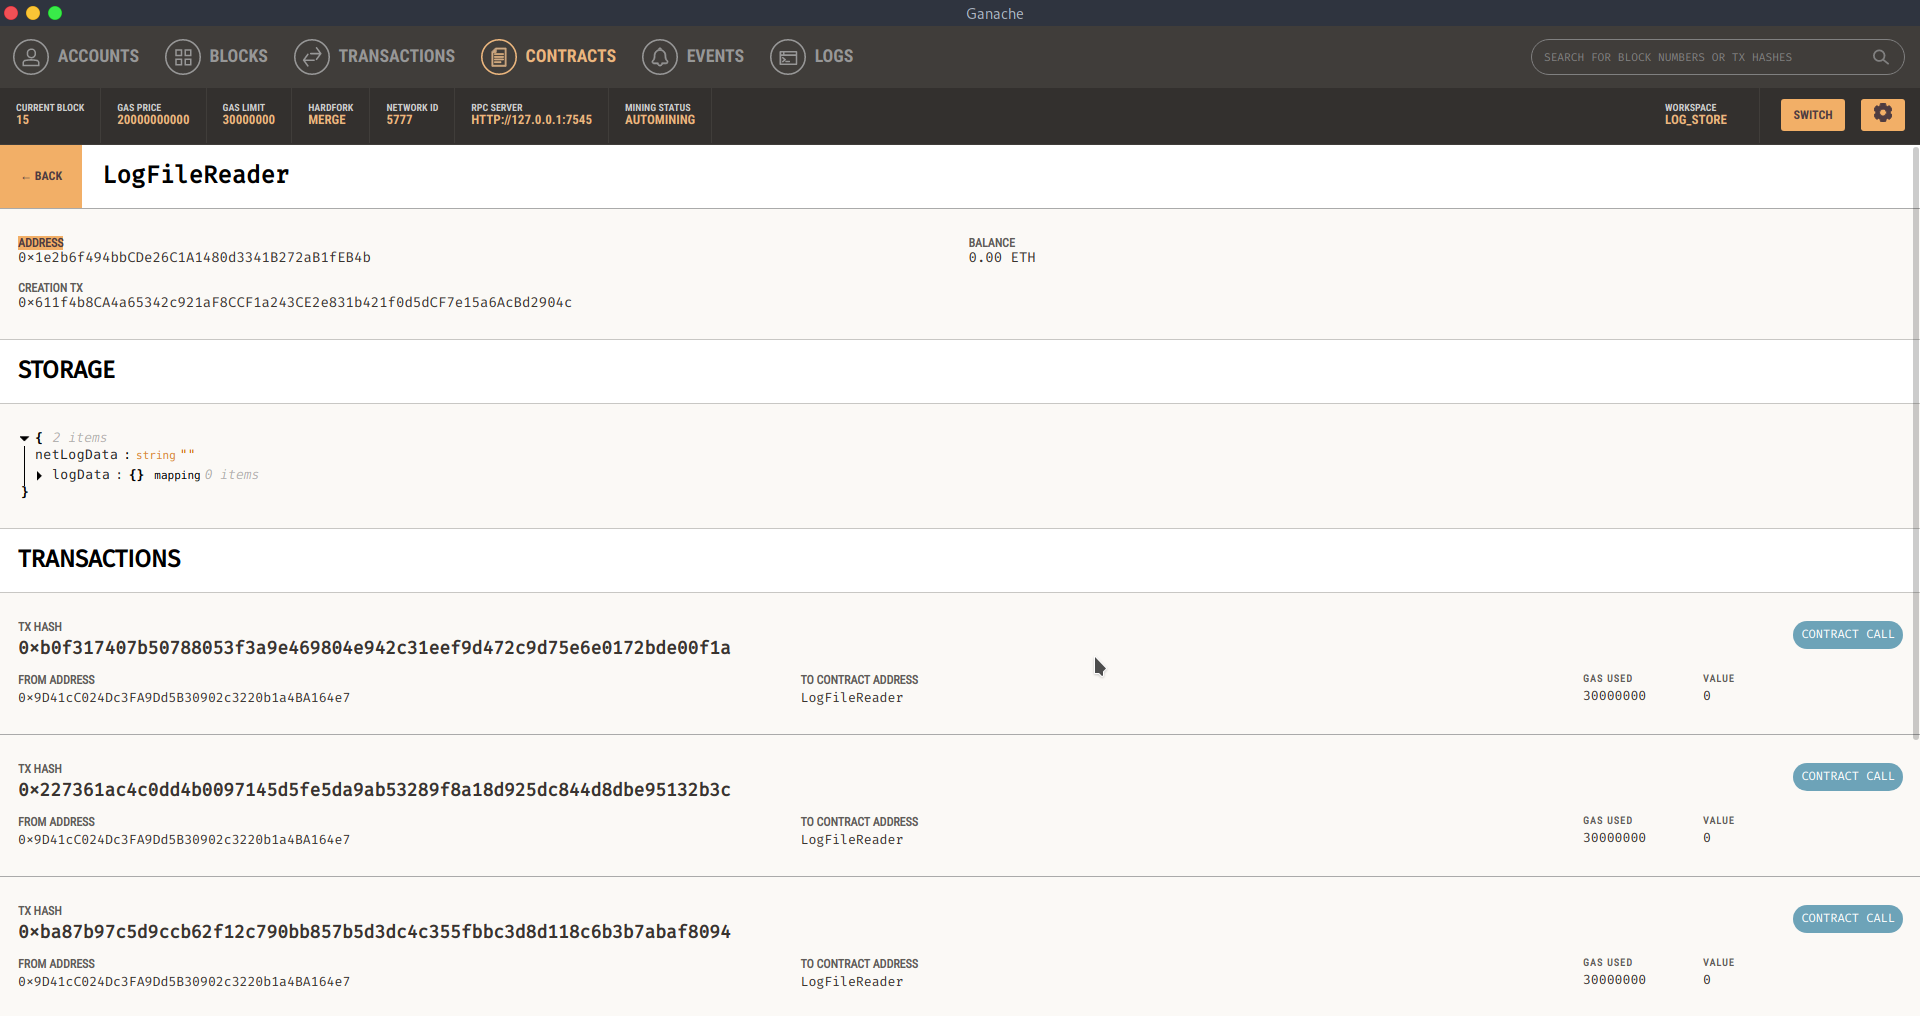 Ganache
ACCOUNTS BLOCKS TRANSACTIONS CONTRACTS EVENTS LOGS SEARCH FOR BLOCK NUMBERS OR TX HASHES
CURRENT BLOCK GAS PRICE GAS LIMIT HARDFORK NETWORK ID RPC SERVER MINING STATUS WORKSPACE
15 20000000000 30000000 MERGE 5777 HTTP://127.0.0.1:7545 AUTOMINING LOG_STORE SWITCH
← BACK LogFileReader
ADDRESS BALANCE
0×1e2b6f494bbCDe26C1A1480d3341B272aB1fEB4b 0.00 ETH
CREATION TX
0×611f4b8CA4a65342c921aF8CCF1a243CE2e831b421f0d5dCF7e15a6AcBd2904c
STORAGE
{ 2 items
netLogData : string ""
logData : {} mapping 0 items
}
TRANSACTIONS
TX HASH
0×b0f317407b50788053f3a9e469804e942c31eef9d472c9d75e6e0172bde00f1a CONTRACT CALL
FROM ADDRESS TO CONTRACT ADDRESS GAS USED VALUE
0×9D41cC024Dc3FA9Dd5B30902c3220b1a4BA164e7 LogFileReader 30000000 0
TX HASH
0×227361ac4c0dd4b0097145d5fe5da9ab53289f8a18d925dc844d8dbe95132b3c CONTRACT CALL
FROM ADDRESS TO CONTRACT ADDRESS GAS USED VALUE
0×9D41cC024Dc3FA9Dd5B30902c3220b1a4BA164e7 LogFileReader 30000000 0
TX HASH
0×ba87b97c5d9ccb62f12c790bb857b5d3dc4c355fbbc3d8d118c6b3b7abaf8094 CONTRACT CALL
FROM ADDRESS TO CONTRACT ADDRESS GAS USED VALUE
0×9D41cC024Dc3FA9Dd5B30902c3220b1a4BA164e7 LogFileReader 30000000 0